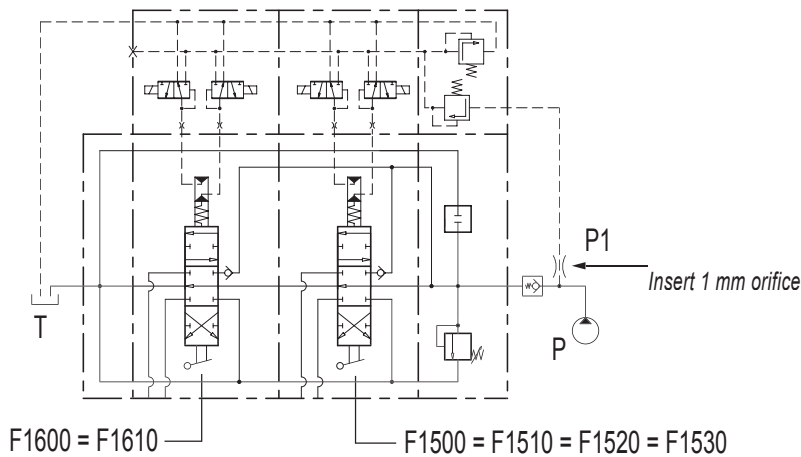 P1
Insert 1 mm orifice
T
P
F1600 = F1610
F1500 = F1510 = F1520 = F1530